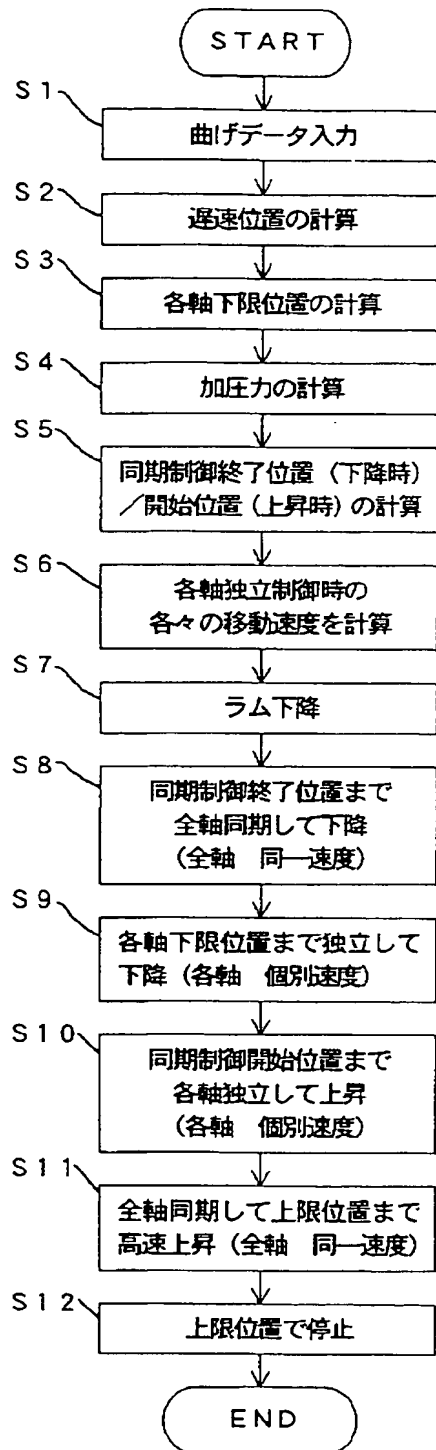 START
S1
曲げデータ入力
S2
遅速位置の計算
S3
各軸下限位置の計算
S4
加圧力の計算
S5
同期制御終了位置（下降時）
／開始位置（上昇時）の計算
S6
各軸独立制御時の
各々の移動速度を計算
S7
ラム下降
S8
同期制御終了位置まで
全軸同期して下降
（全軸　同一速度）
S9
各軸下限位置まで独立して
下降（各軸　個別速度）
S10
同期制御開始位置まで
各軸独立して上昇
（各軸　個別速度）
S11
全軸同期して上限位置まで
高速上昇（全軸　同一速度）
S12
上限位置で停止
END